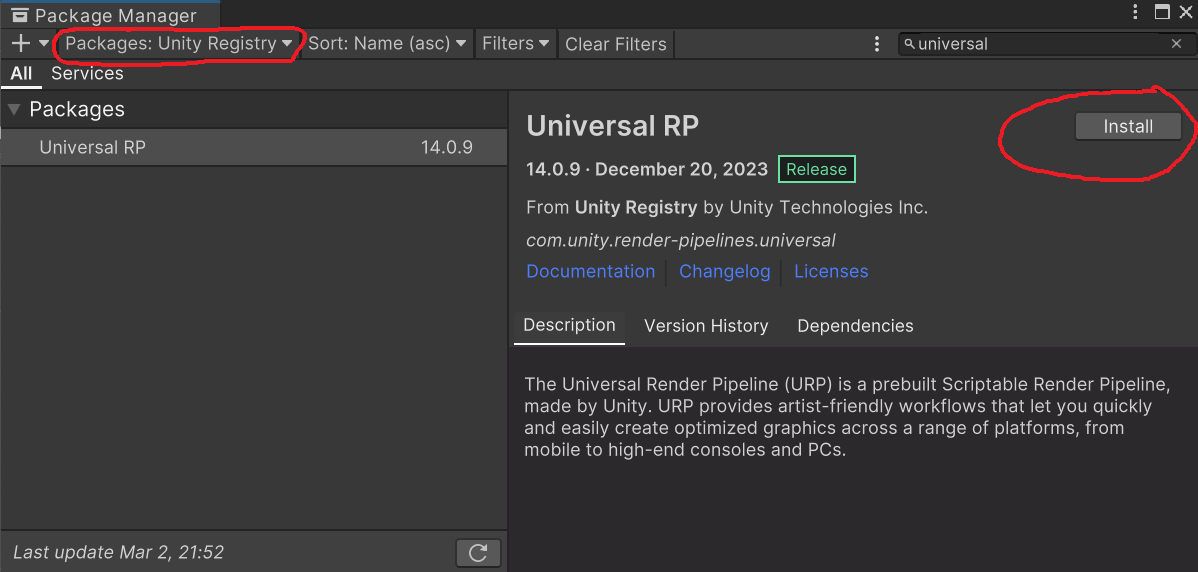 Package Manager
Packages: Unity Registry Sort: Name (asc) Filters Clear Filters universal
All Services
Packages
Universal RP 14.0.9
Universal RP Install
14.0.9 · December 20, 2023 Release
From Unity Registry by Unity Technologies Inc.
com.unity.render-pipelines.universal
Documentation Changelog Licenses
Description Version History Dependencies
The Universal Render Pipeline (URP) is a prebuilt Scriptable Render Pipeline,
made by Unity. URP provides artist-friendly workflows that let you quickly
and easily create optimized graphics across a range of platforms, from
mobile to high-end consoles and PCs.
Last update Mar 2, 21:52